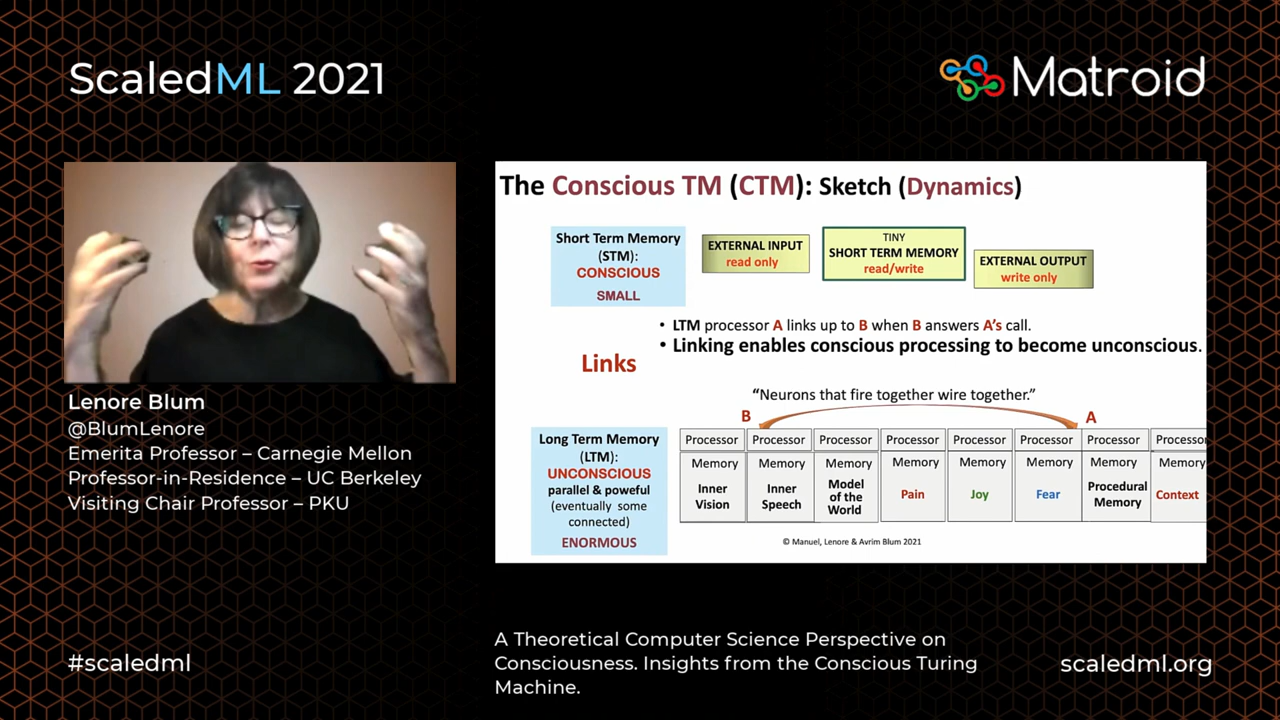 ScaledML 2021
Matroid
The Conscious TM (CTM): Sketch (Dynamics)
Short Term Memory
(STM):
CONSCIOUS
SMALL
EXTERNAL INPUT
read only
TINY
SHORT TERM MEMORY
read/write
EXTERNAL OUTPUT
write only
• LTM processor A links up to B when B answers A's call.
• Linking enables conscious processing to become unconscious.
Links
“Neurons that fire together wire together.”
B
A
Long Term Memory
(LTM):
UNCONSCIOUS
parallel & poweful
(eventually some
connected)
ENORMOUS
Processor Processor Processor Processor Processor Processor Processor Processor
Memory Memory Memory Memory Memory Memory Memory Memory
Inner
Vision
Inner
Speech
Model
of the
World
Pain
Joy
Fear
Procedural
Memory
Context
© Manuel, Lenore & Avrim Blum 2021
Lenore Blum
@BlumLenore
Emerita Professor – Carnegie Mellon
Professor-in-Residence – UC Berkeley
Visiting Chair Professor – PKU
#scaledml
A Theoretical Computer Science Perspective on
Consciousness. Insights from the Conscious Turing
Machine.
scaledml.org